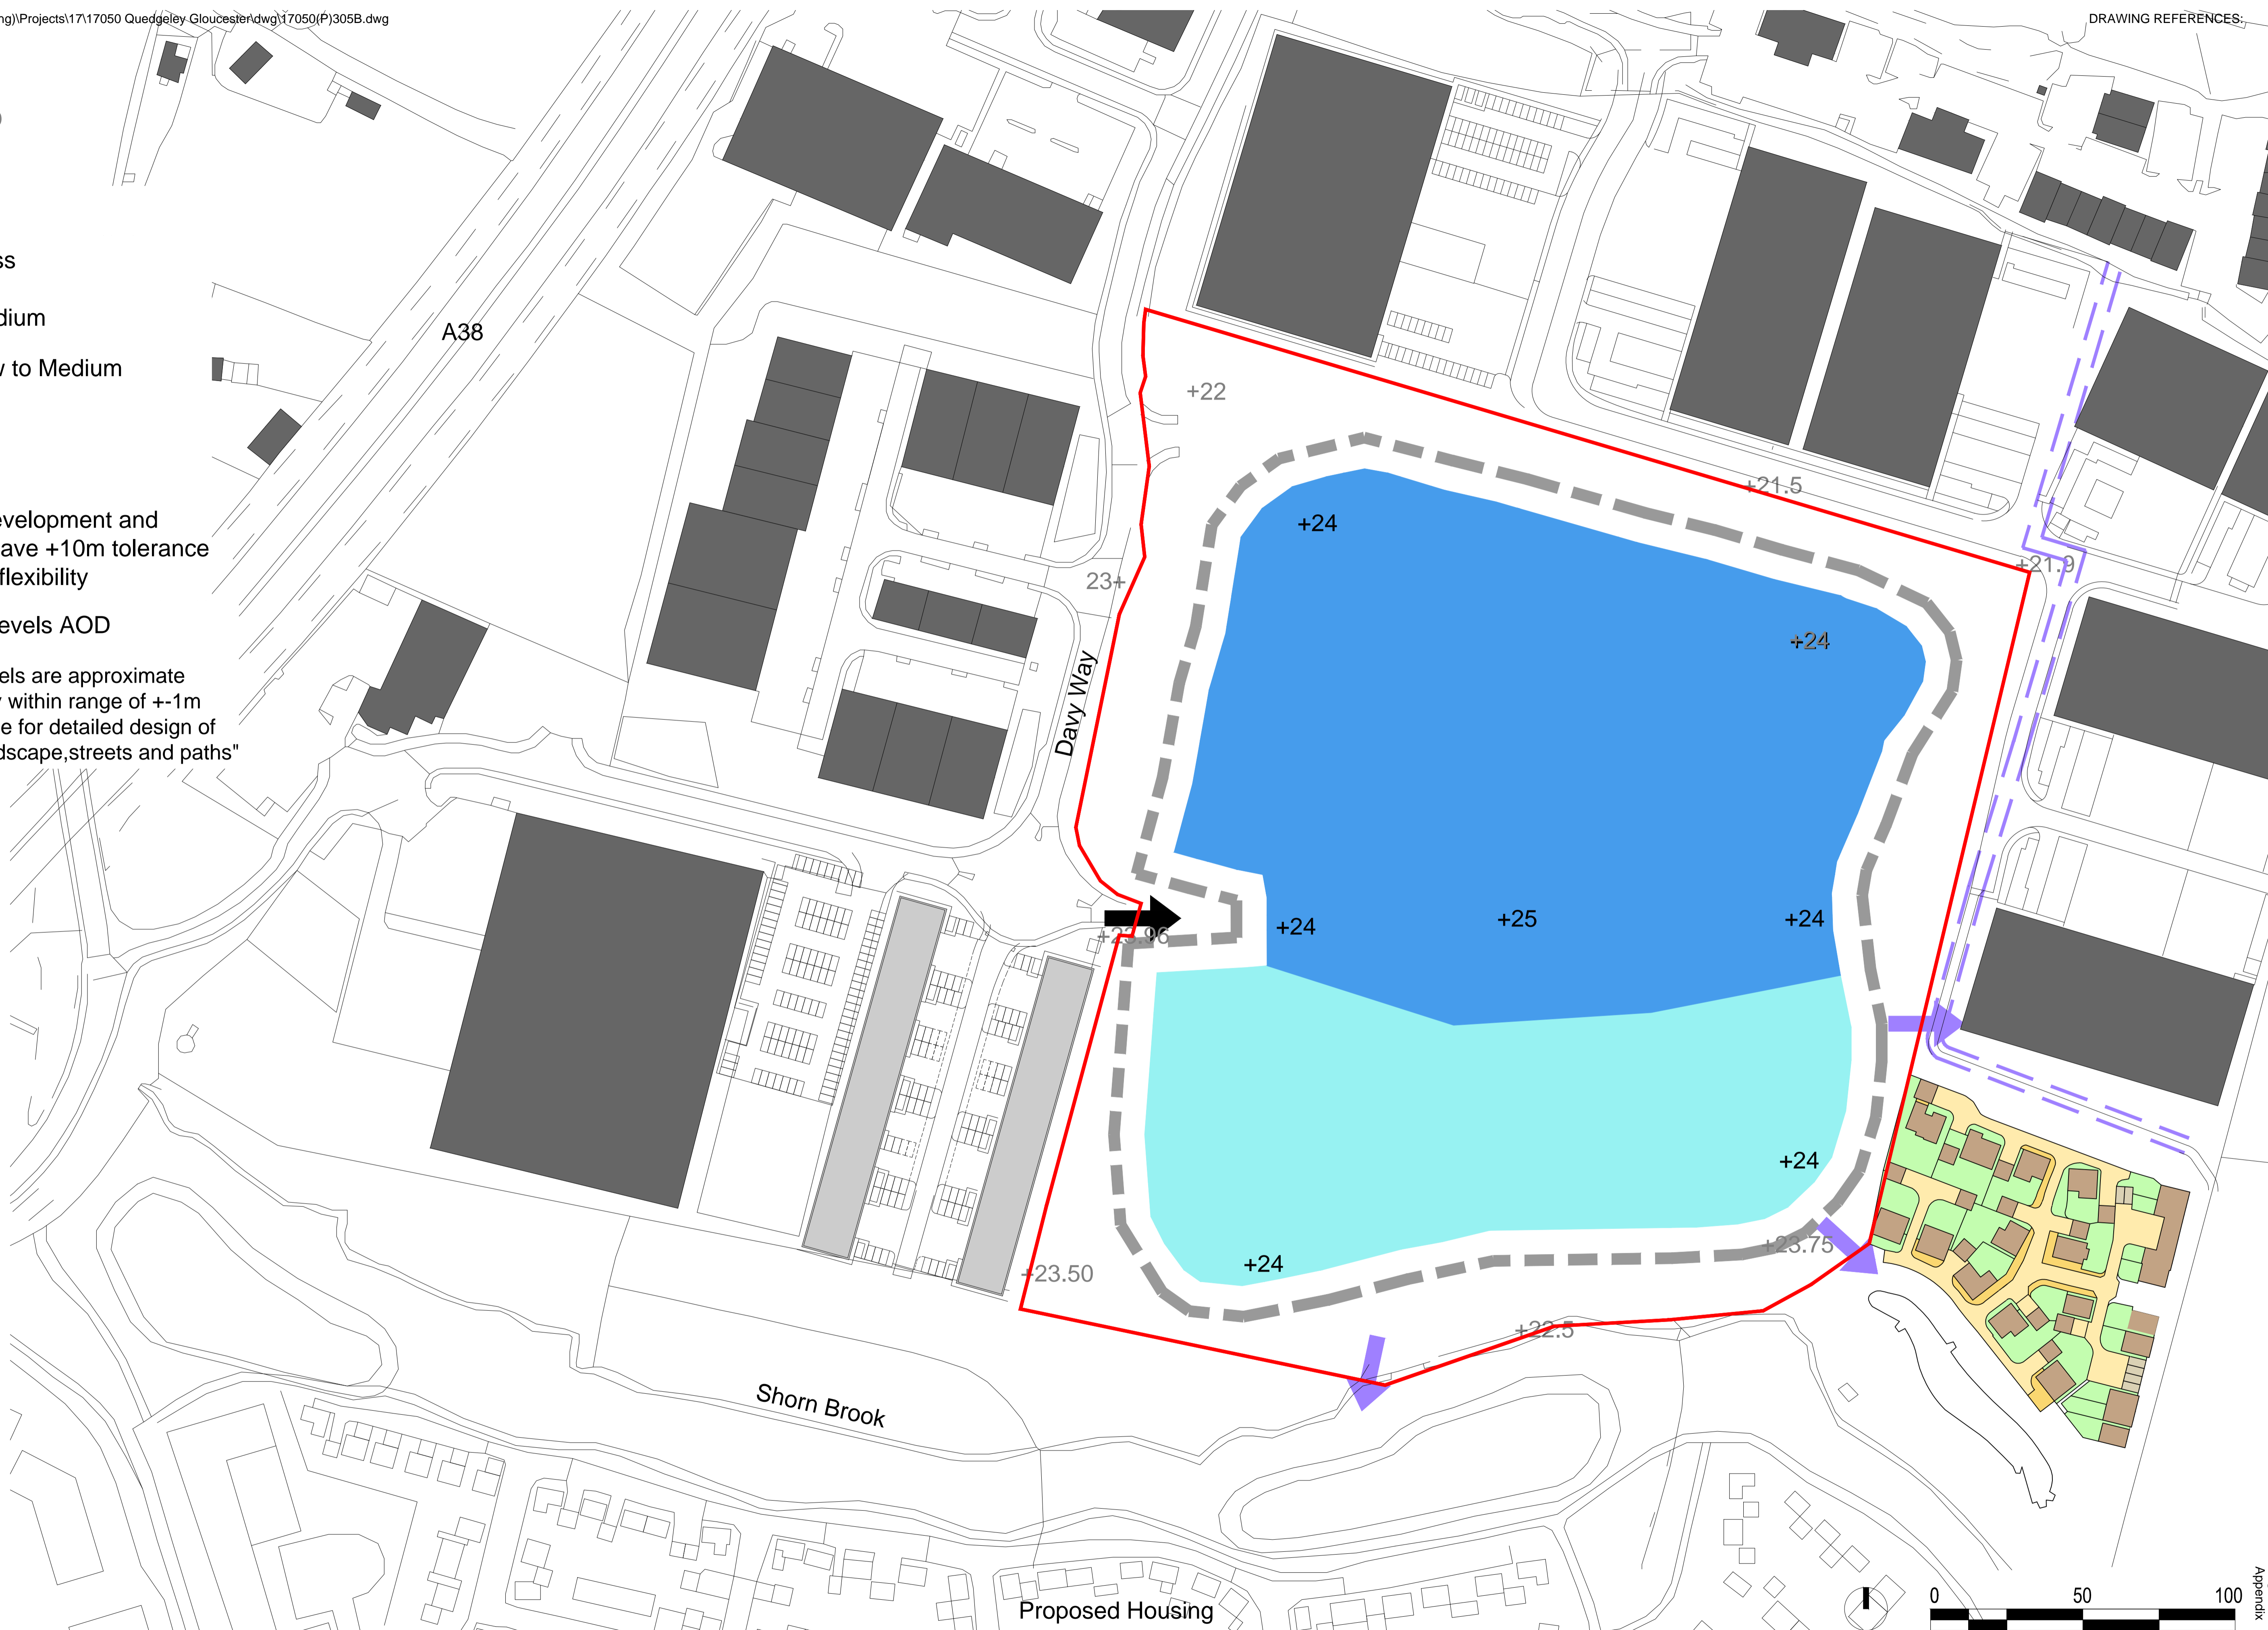 ng)\Projects\17\17050 Quedgeley Gloucester\dwg\17050(P)305B.dwg
DRAWING REFERENCES:
ss
dium
w to Medium
A38
evelopment and
ave +10m tolerance
flexibility
evels AOD
els are approximate
y within range of +-1m
e for detailed design of
dscape,streets and paths"
+22
+21.5
+24
+21.9
23+
+24
Davy Way
+24
+25
+24
+23.96
+24
+23.75
+24
+23.50
+22.5
Shorn Brook
Proposed Housing
0 50 100
Appendix